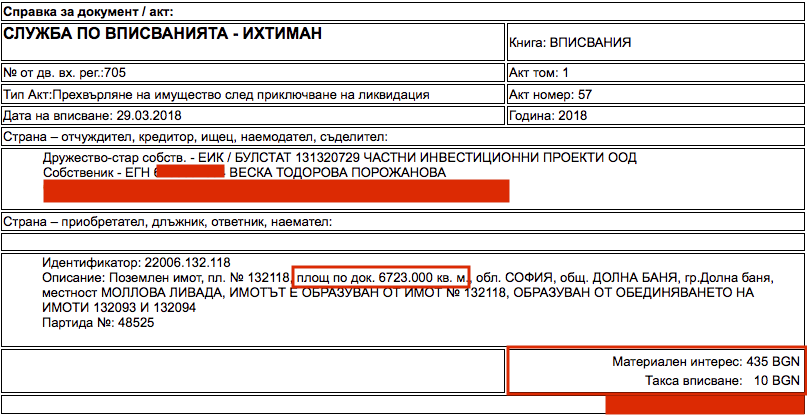 Справка за документ / акт:
СЛУЖБА ПО ВПИСВАНИЯТА - ИХТИМАН
Книга: ВПИСВАНИЯ
№ от дв. вх. рег.:705
Акт том: 1
Тип Акт:Прехвърляне на имущество след приключване на ликвидация
Акт номер: 57
Дата на вписване: 29.03.2018
Година: 2018
Страна – отчуждител, кредитор, ищец, наемодател, съделител:
Дружество-стар собств. - ЕИК / БУЛСТАТ 131320729 ЧАСТНИ ИНВЕСТИЦИОННИ ПРОЕКТИ ООД
Собственик - ЕГН ВЕСКА ТОДОРОВА ПОРОЖАНОВА
Страна – приобретател, длъжник, ответник, наемател:
Идентификатор: 22006.132.118
Описание: Поземлен имот, пл. № 132118, площ по док. 6723.000 кв. м., обл. СОФИЯ, общ. ДОЛНА БАНЯ, гр.Долна баня,
местност МОЛЛОВА ЛИВАДА, ИМОТЪТ Е ОБРАЗУВАН ОТ ИМОТ № 132118, ОБРАЗУВАН ОТ ОБЕДИНЯВАНЕТО НА
ИМОТИ 132093 И 132094
Партида №: 48525
Материален интерес: 435 BGN
Такса вписване: 10 BGN